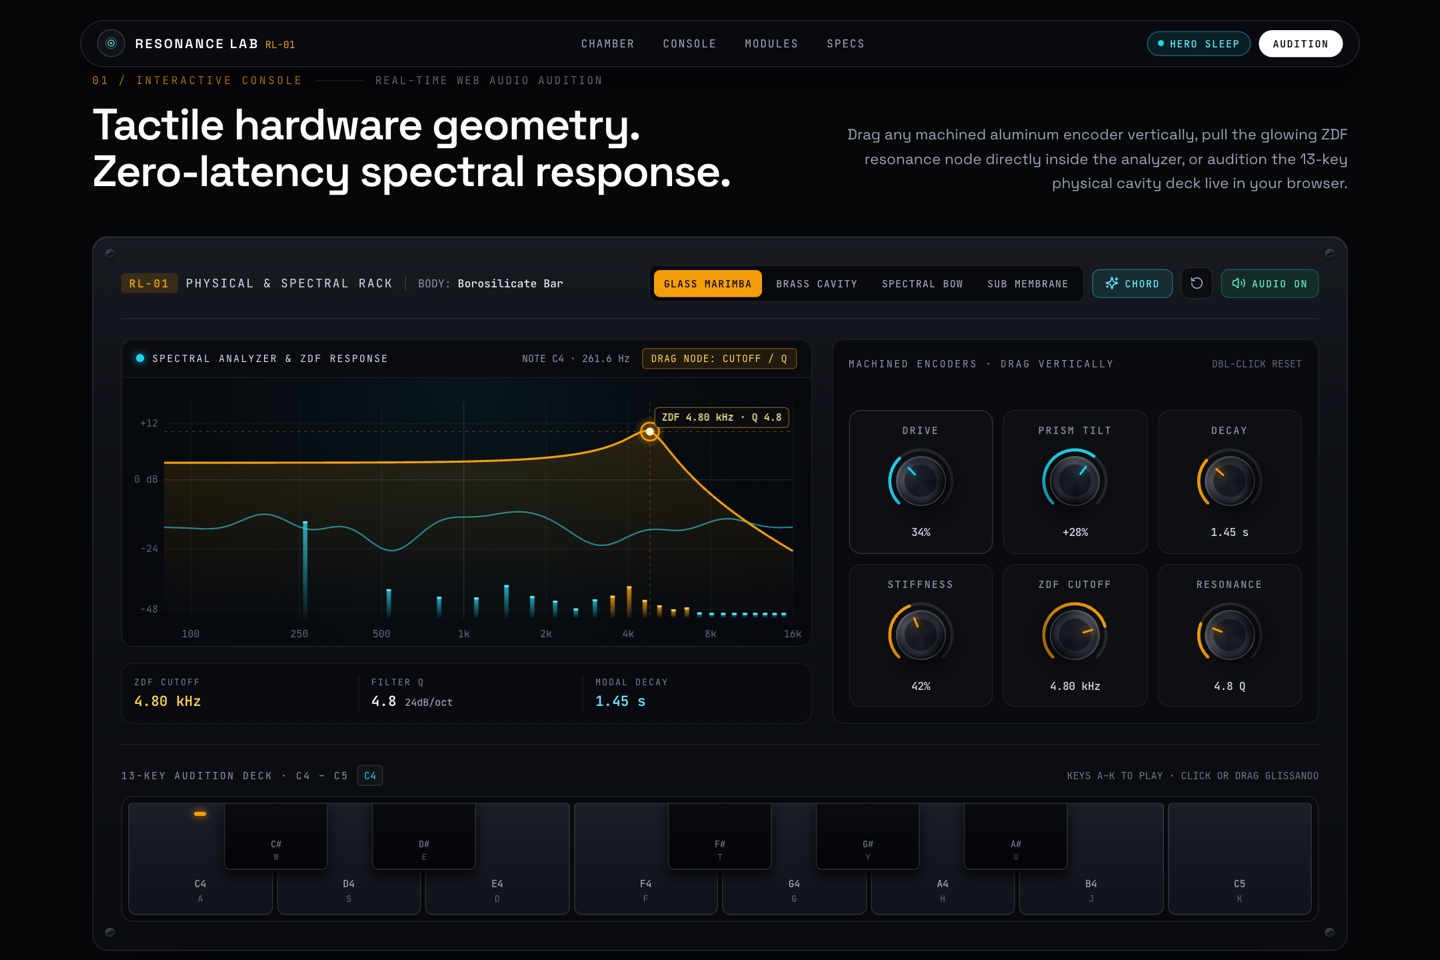 RESONANCE LAB RL-01
CHAMBER CONSOLE MODULES SPECS
HERO SLEEP
AUDITION
01 / INTERACTIVE CONSOLE REAL-TIME WEB AUDIO AUDITION
Tactile hardware geometry.
Zero-latency spectral response.
Drag any machined aluminum encoder vertically, pull the glowing ZDF
resonance node directly inside the analyzer, or audition the 13-key
physical cavity deck live in your browser.
RL-01 PHYSICAL & SPECTRAL RACK BODY: Borosilicate Bar
GLASS MARIMBA BRASS CAVITY SPECTRAL BOW SUB MEMBRANE
CHORD
AUDIO ON
SPECTRAL ANALYZER & ZDF RESPONSE NOTE C4 · 261.6 Hz DRAG NODE: CUTOFF / Q
ZDF 4.80 kHz · Q 4.8
+12
0 dB
-24
-48
100 250 500 1k 2k 4k 8k 16k
ZDF CUTOFF
4.80 kHz
FILTER Q
4.8 24dB/oct
MODAL DECAY
1.45 s
MACHINED ENCODERS · DRAG VERTICALLY DBL-CLICK RESET
DRIVE
34%
PRISM TILT
+28%
DECAY
1.45 s
STIFFNESS
42%
ZDF CUTOFF
4.80 kHz
RESONANCE
4.8 Q
13-KEY AUDITION DECK · C4 – C5 C4
KEYS A–K TO PLAY · CLICK OR DRAG GLISSANDO
C# D# F# G# A#
W E T Y U
C4 D4 E4 F4 G4 A4 B4 C5
A S D F G H J K